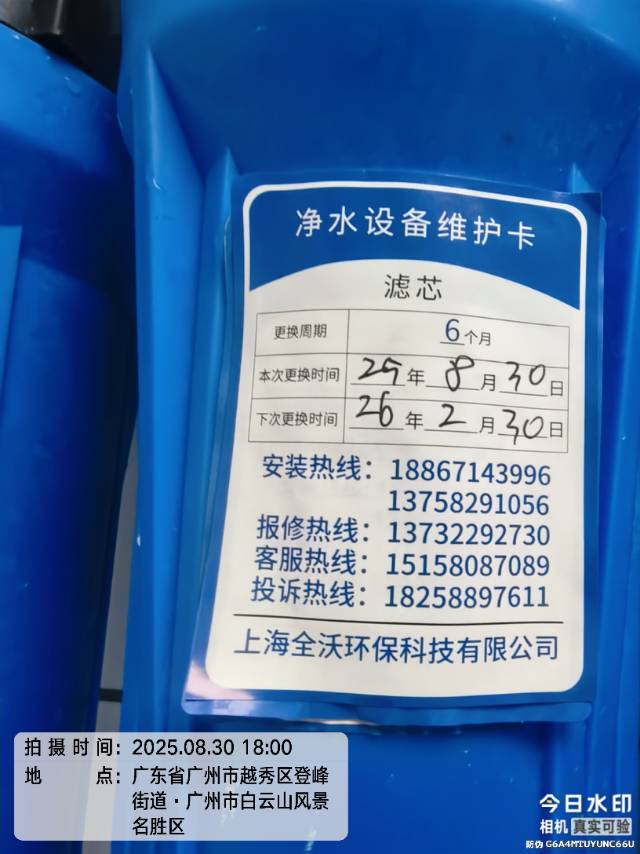 净水设备维护卡
滤芯
更换周期 6个月
本次更换时间 25年8月30日
下次更换时间 26年2月30日
安装热线：18867143996
13758291056
报修热线：13732292730
客服热线：15158087089
投诉热线：18258897611
上海全沃环保科技有限公司
拍摄时间：2025.08.30 18:00
地点：广东省广州市越秀区登峰
街道·广州市白云山风景
名胜区
今日水印
相机 真实可验
防伪 G6A4MIUYUNC66U